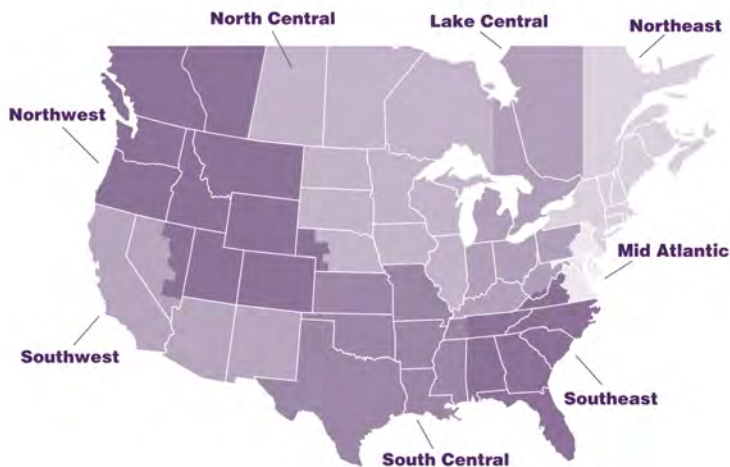 North Central
Lake Central
Northeast
Northwest
Mid Atlantic
Southwest
Southeast
South Central